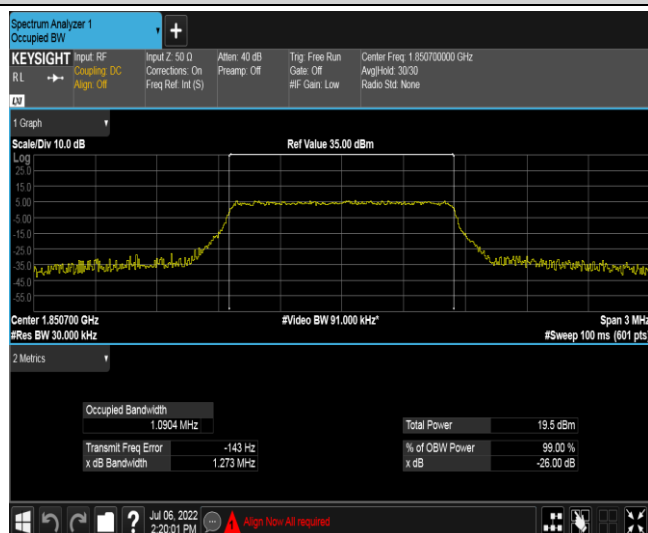 Spectrum Analyzer 1
Occupied BW
+
KEYSIGHT Input: RF Input Z: 50 Ω Atten: 40 dB Trig: Free Run Center Freq: 1.850700000 GHz
RL Coupling: DC Corrections: On Preamp: Off Gate: Off Avg|Hold: 30/30
Align: Off Freq Ref: Int (S) #IF Gain: Low Radio Std: None
LXI
1 Graph
Scale/Div 10.0 dB Ref Value 35.00 dBm
Log
25.0
15.0
5.00
-5.00
-15.0
-25.0
-35.0
-45.0
-55.0
Center 1.850700 GHz #Video BW 91.000 kHz* Span 3 MHz
#Res BW 30.000 kHz #Sweep 100 ms (601 pts)
2 Metrics
Occupied Bandwidth
1.0904 MHz Total Power 19.5 dBm
Transmit Freq Error -143 Hz % of OBW Power 99.00 %
x dB Bandwidth 1.273 MHz x dB -26.00 dB
? Jul 06, 2022
2:20:01 PM 1 Align Now All required